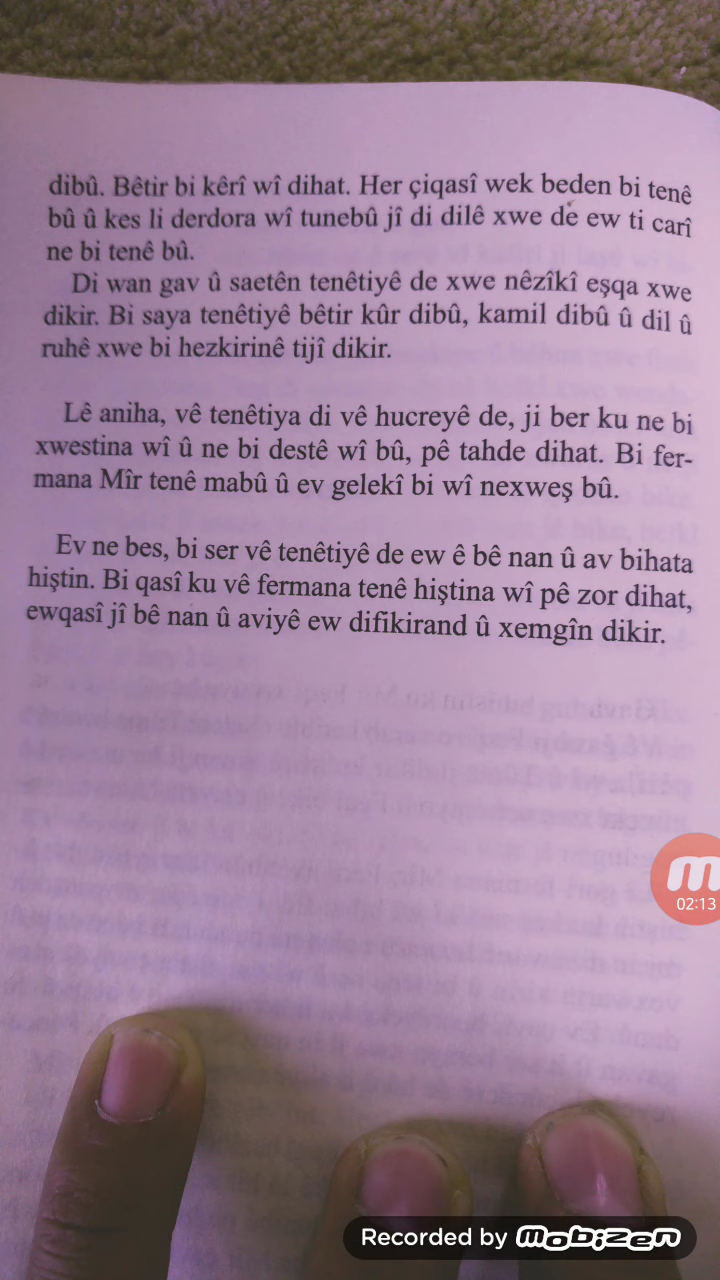 dibû. Bêtir bi kêrî wî dihat. Her çiqasî wek beden bi tenê
bû û kes li derdora wî tunebû jî di dilê xwe de ew ti carî
ne bi tenê bû.
Di wan gav û saetên tenêtiyê de xwe nêzîkî eşqa xwe
dikir. Bi saya tenêtiyê bêtir kûr dibû, kamil dibû û dil û
ruhê xwe bi hezkirinê tijî dikir.
Lê aniha, vê tenêtiya di vê hucreyê de, ji ber ku ne bi
xwestina wî û ne bi destê wî bû, pê tahde dihat. Bi fer-
mana Mîr tenê mabû û ev gelekî bi wî nexweş bû.
Ev ne bes, bi ser vê tenêtiyê de ew ê bê nan û av bihata
hiştin. Bi qasî ku vê fermana tenê hiştina wî pê zor dihat,
ewqasî jî bê nan û aviyê ew difikirand û xemgîn dikir.
02:13
Recorded by mobizen